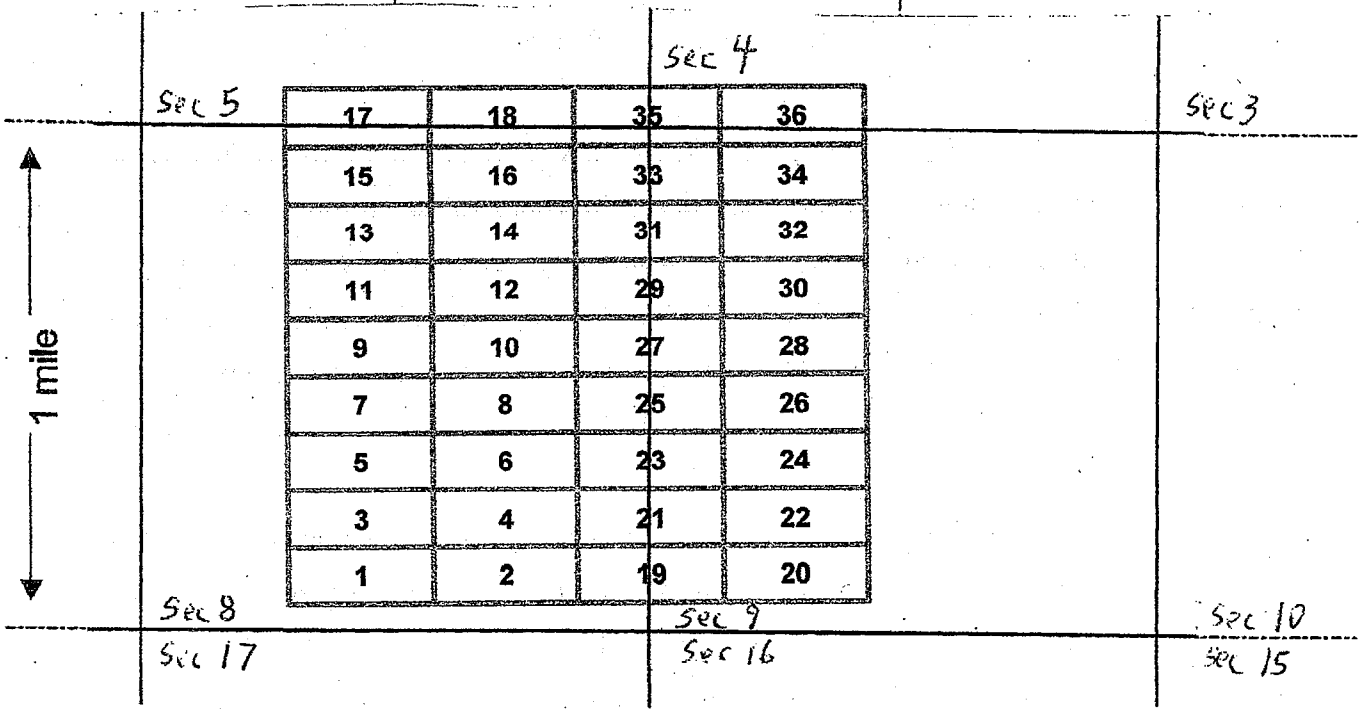 Sec 4
Sec 5
Sec 3
17 18 35 36
15 16 33 34
13 14 31 32
11 12 29 30
1 mile
9 10 27 28
7 8 25 26
5 6 23 24
3 4 21 22
1 2 19 20
Sec 8
Sec 9
Sec 10
Sec 17
Sec 16
Sec 15